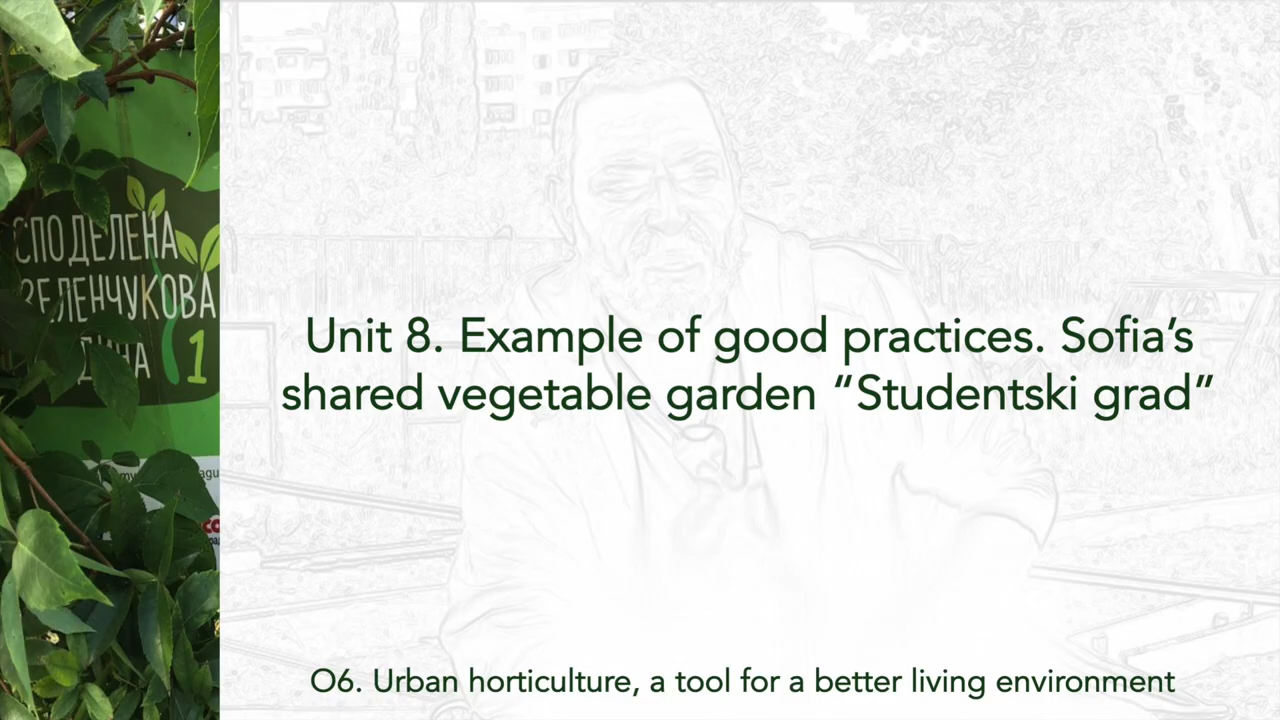 СПОДЕЛЕНА
ЗЕЛЕНЧУКОВА
1
Unit 8. Example of good practices. Sofia’s
shared vegetable garden “Studentski grad”
O6. Urban horticulture, a tool for a better living environment